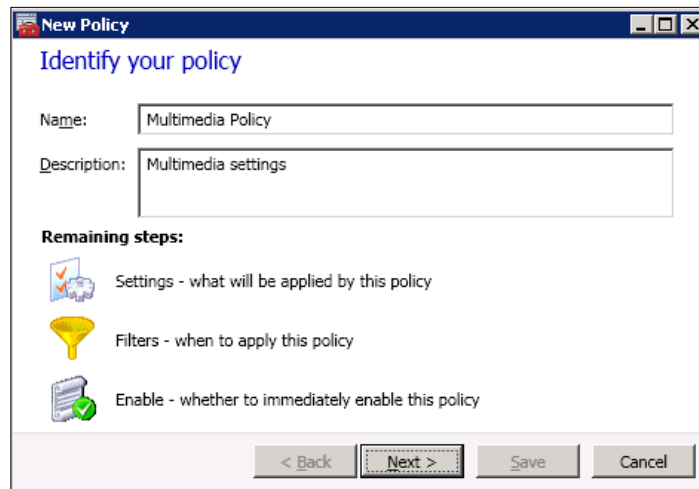 New Policy
Identify your policy
Name:
Multimedia Policy
Description:
Multimedia settings
Remaining steps:
Settings - what will be applied by this policy
Filters - when to apply this policy
Enable - whether to immediately enable this policy
< Back
Next >
Save
Cancel